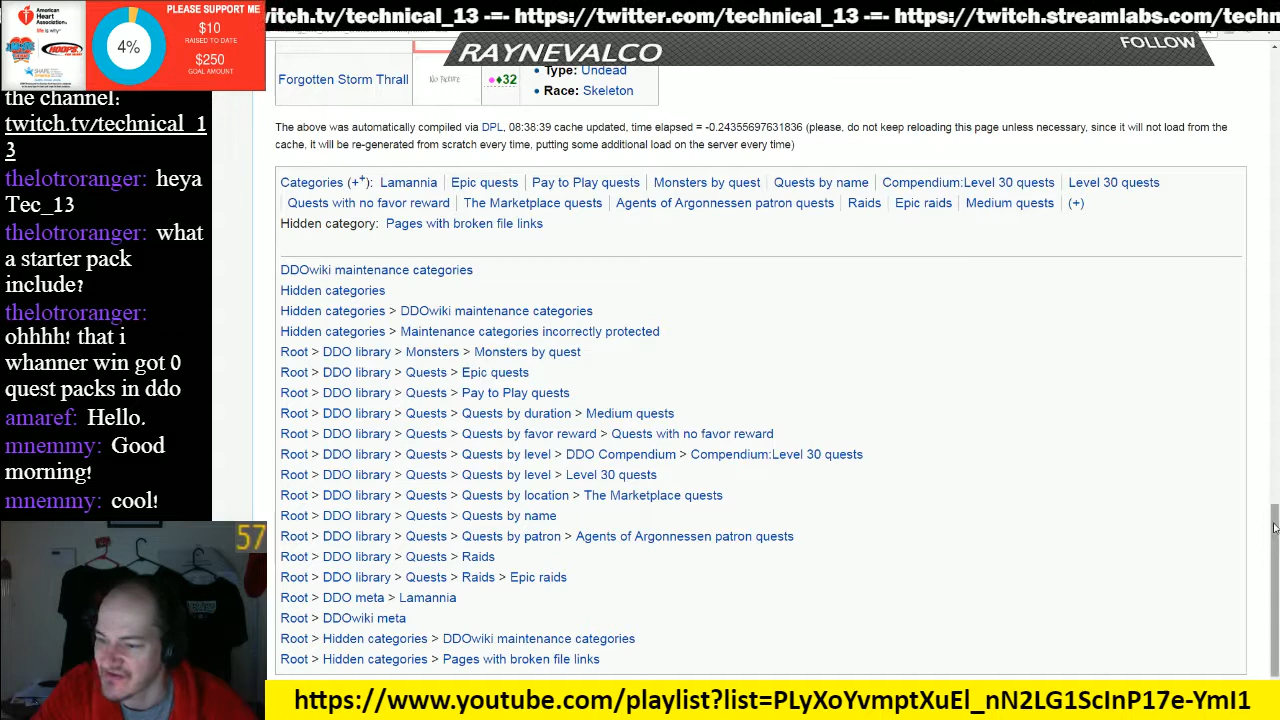 itch.tv/technical_13 -=- https://twitter.com/technical_13 -=- https://twitch.streamlabs.com/techn
American Heart Association
life is why
PLEASE SUPPORT ME
$10
RAISED TO DATE
4%
$250
GOAL AMOUNT
RAYNEVALCO
FOLLOW
the channel:
twitch.tv/technical_1
3
thelotroranger: heya
Tec_13
thelotroranger: what
a starter pack
include?
thelotroranger:
ohhhh! that i
whanner win got 0
quest packs in ddo
amaref: Hello.
mnemmy: Good
morning!
mnemmy: cool!
57
Forgotten Storm Thrall
No Picture
♦32
Type: Undead
Race: Skeleton
The above was automatically compiled via DPL, 08:38:39 cache updated, time elapsed = -0.24355697631836 (please, do not keep reloading this page unless necessary, since it will not load from the
cache, it will be re-generated from scratch every time, putting some additional load on the server every time)
Categories (+⁺): Lamannia | Epic quests | Pay to Play quests | Monsters by quest | Quests by name | Compendium:Level 30 quests | Level 30 quests
| Quests with no favor reward | The Marketplace quests | Agents of Argonnessen patron quests | Raids | Epic raids | Medium quests | (+)
Hidden category: Pages with broken file links
DDOwiki maintenance categories
Hidden categories
Hidden categories > DDOwiki maintenance categories
Hidden categories > Maintenance categories incorrectly protected
Root > DDO library > Monsters > Monsters by quest
Root > DDO library > Quests > Epic quests
Root > DDO library > Quests > Pay to Play quests
Root > DDO library > Quests > Quests by duration > Medium quests
Root > DDO library > Quests > Quests by favor reward > Quests with no favor reward
Root > DDO library > Quests > Quests by level > DDO Compendium > Compendium:Level 30 quests
Root > DDO library > Quests > Quests by level > Level 30 quests
Root > DDO library > Quests > Quests by location > The Marketplace quests
Root > DDO library > Quests > Quests by name
Root > DDO library > Quests > Quests by patron > Agents of Argonnessen patron quests
Root > DDO library > Quests > Raids
Root > DDO library > Quests > Raids > Epic raids
Root > DDO meta > Lamannia
Root > DDOwiki meta
Root > Hidden categories > DDOwiki maintenance categories
Root > Hidden categories > Pages with broken file links
https://www.youtube.com/playlist?list=PLyXoYvmptXuEl_nN2LG1ScInP17e-YmI1